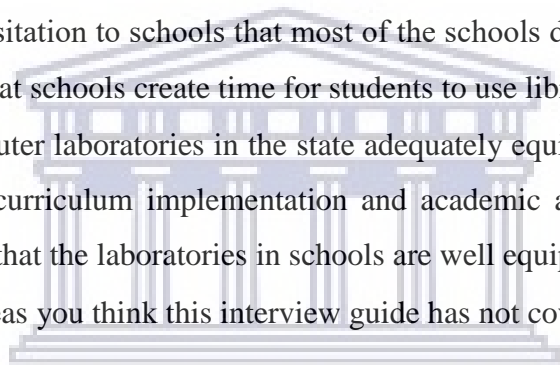 sitation to schools that most of the schools d
at schools create time for students to use lib
uter laboratories in the state adequately equi
curriculum implementation and academic a
that the laboratories in schools are well equip
eas you think this interview guide has not co